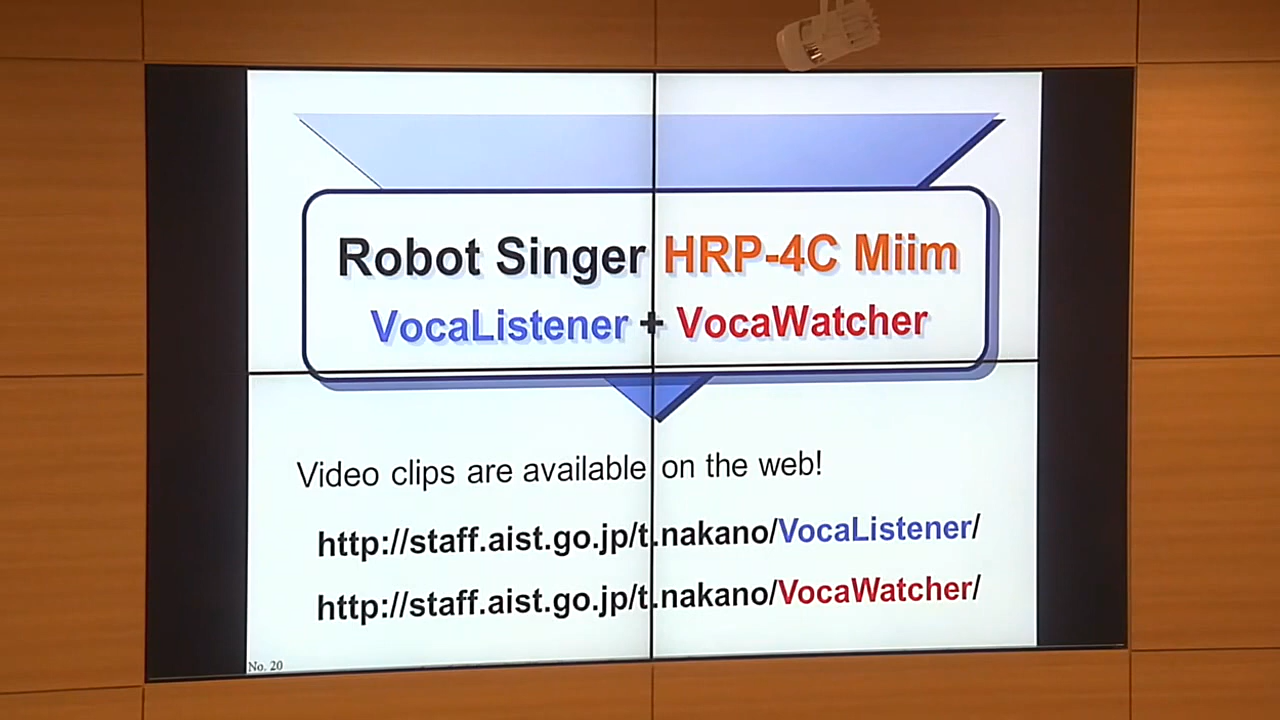 Robot Singer HRP-4C Miim
VocaListener + VocaWatcher
Video clips are available on the web!
http://staff.aist.go.jp/t.nakano/VocaListener/
http://staff.aist.go.jp/t.nakano/VocaWatcher/
No. 20